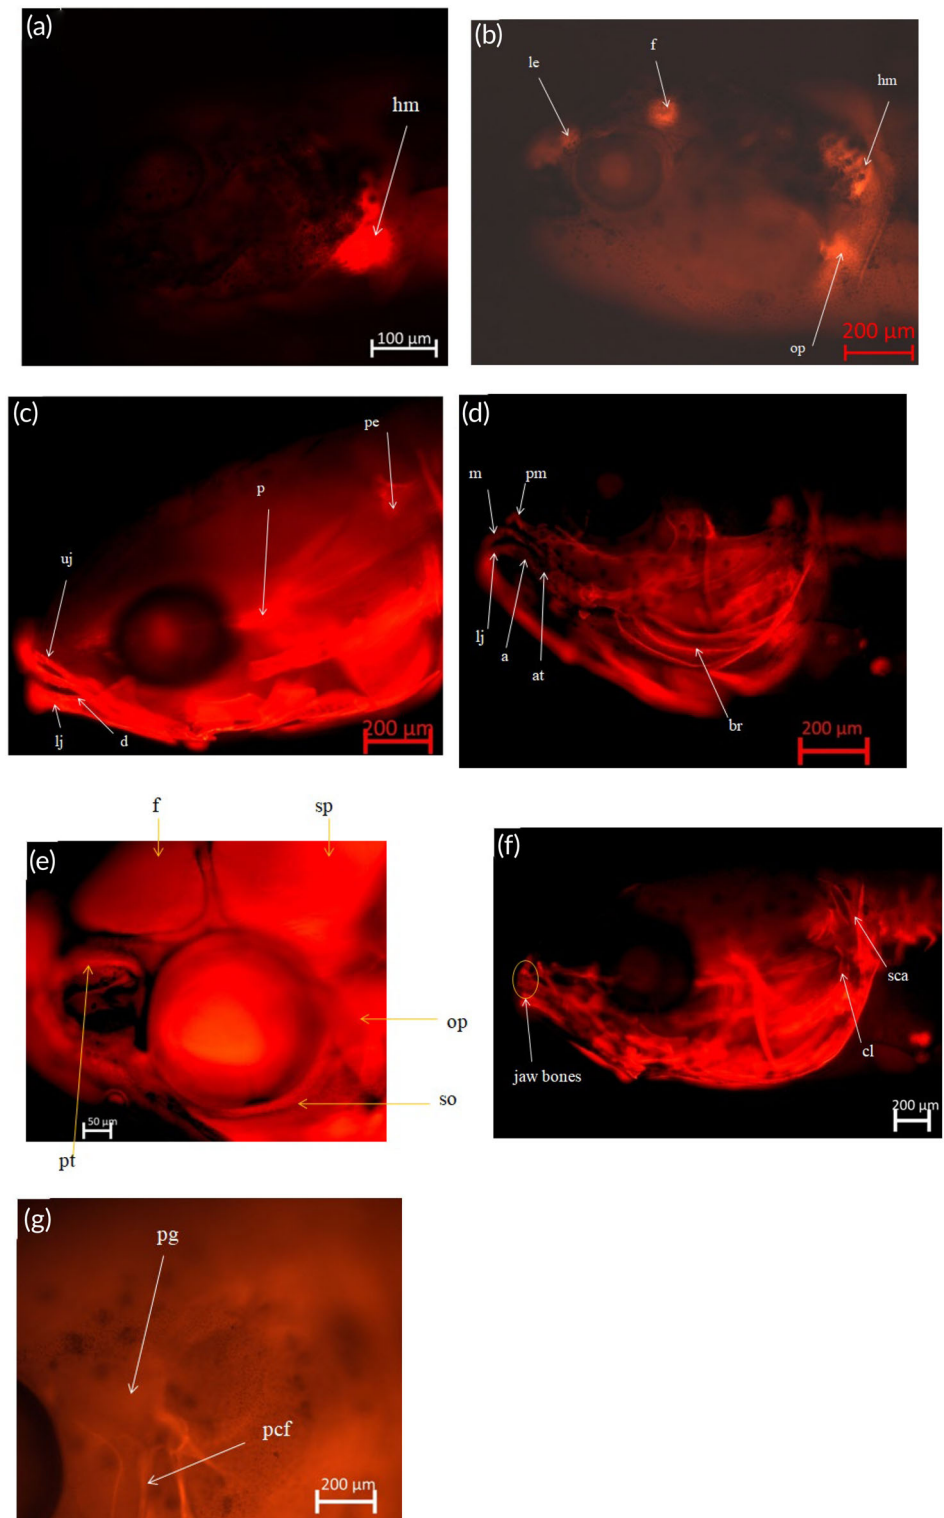 (a)
hm
100 µm
(b)
le
f
hm
op
200 µm
(c)
pe
p
uj
lj
d
200 µm
(d)
m
pm
lj
a
at
br
200 µm
f
sp
(e)
op
so
50 µm
pt
(f)
sca
cl
jaw bones
200 µm
(g)
pg
pcf
200 µm